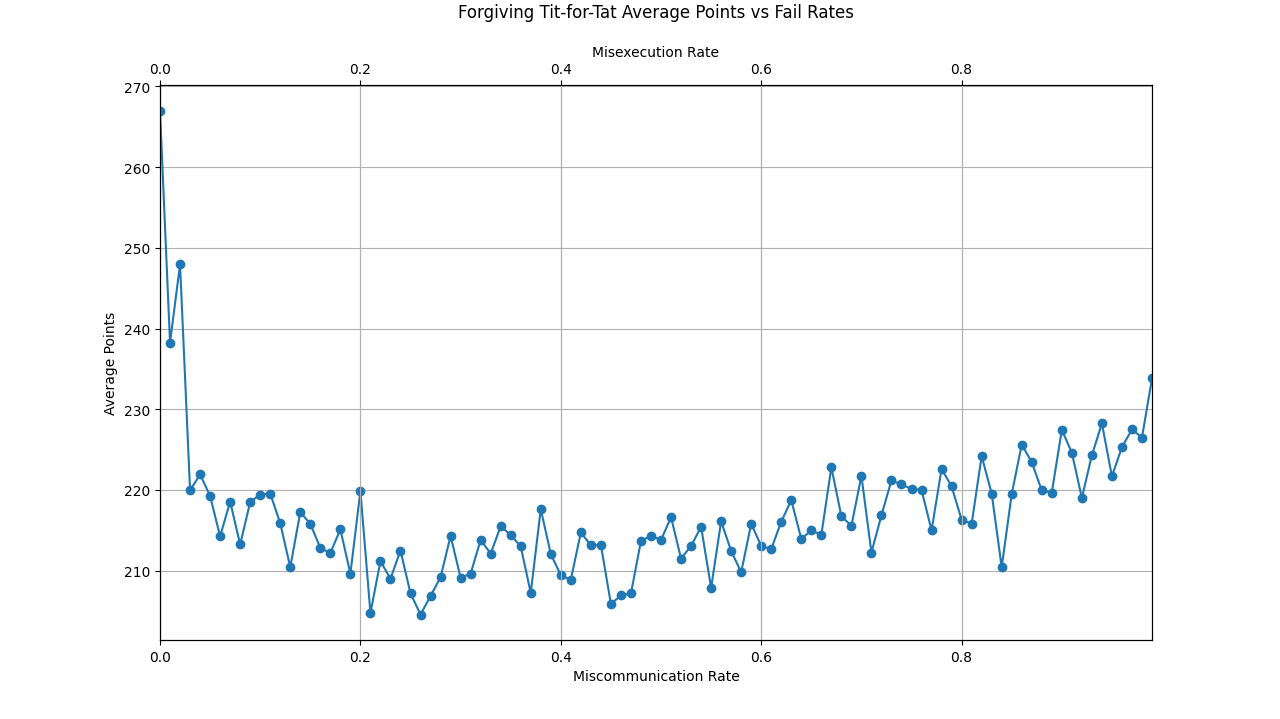 Forgiving Tit-for-Tat Average Points vs Fail Rates
Misexecution Rate
0.0 0.2 0.4 0.6 0.8
270
260
250
240
230
220
210
Average Points
0.0 0.2 0.4 0.6 0.8
Miscommunication Rate